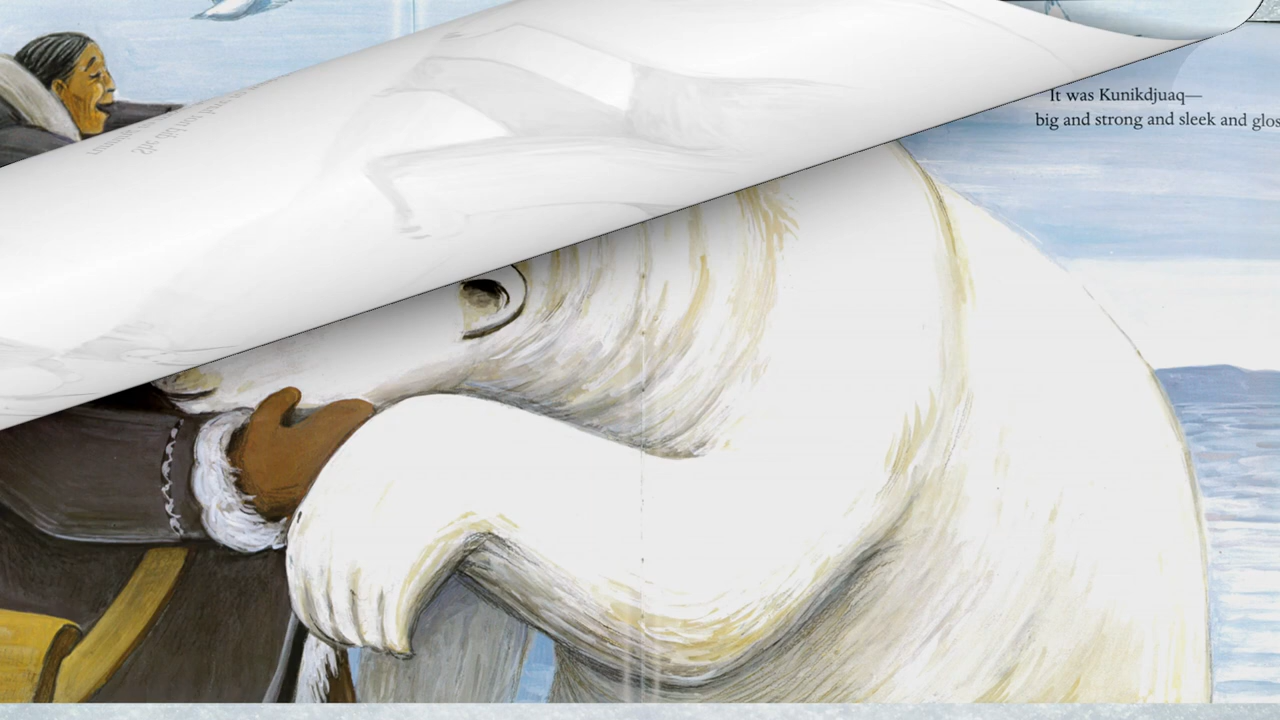 It was Kunikdjuaq—
big and strong and sleek and glos